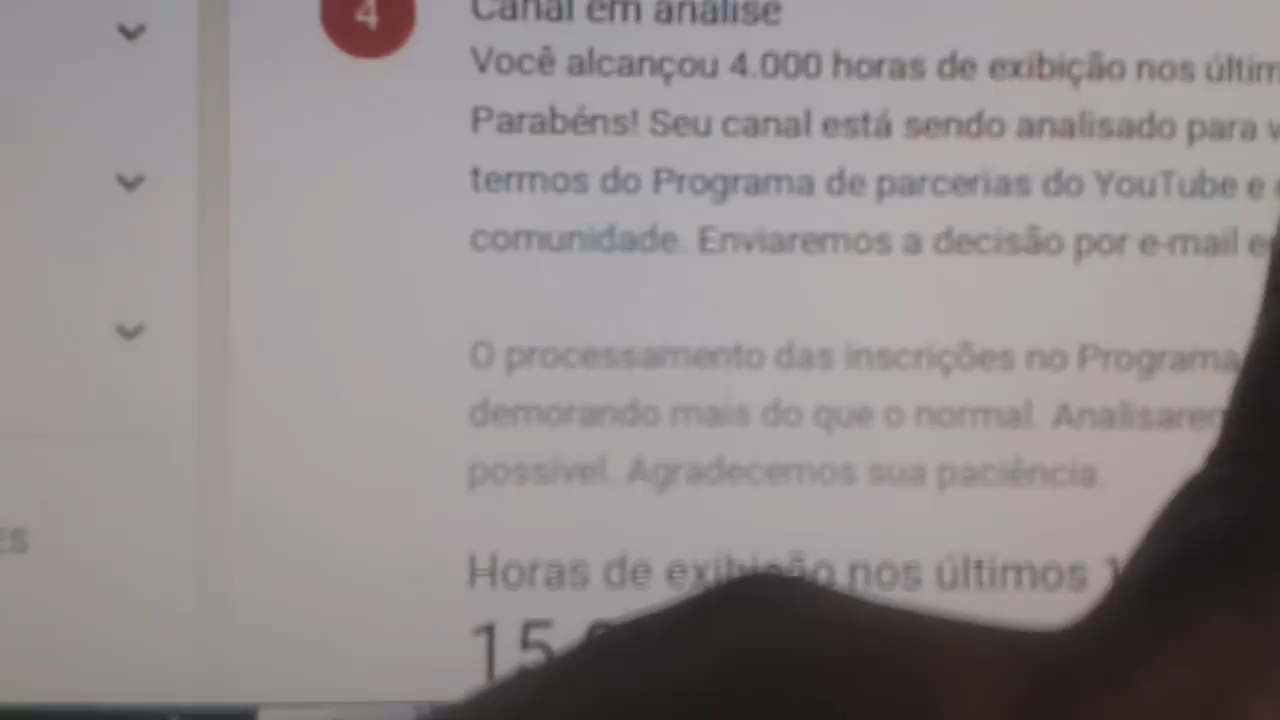 4
Canal em análise
Você alcançou 4.000 horas de exibição nos
Parabéns! Seu canal está sendo analisado para
termos do Programa de parcerias do YouTube e
comunidade. Enviaremos a decisão por e-mail
O processamento das inscrições no Programa
demorando mais do que o normal.
possível. Agradecemos sua paciência.
ES
Horas de exibição nos últimos
15